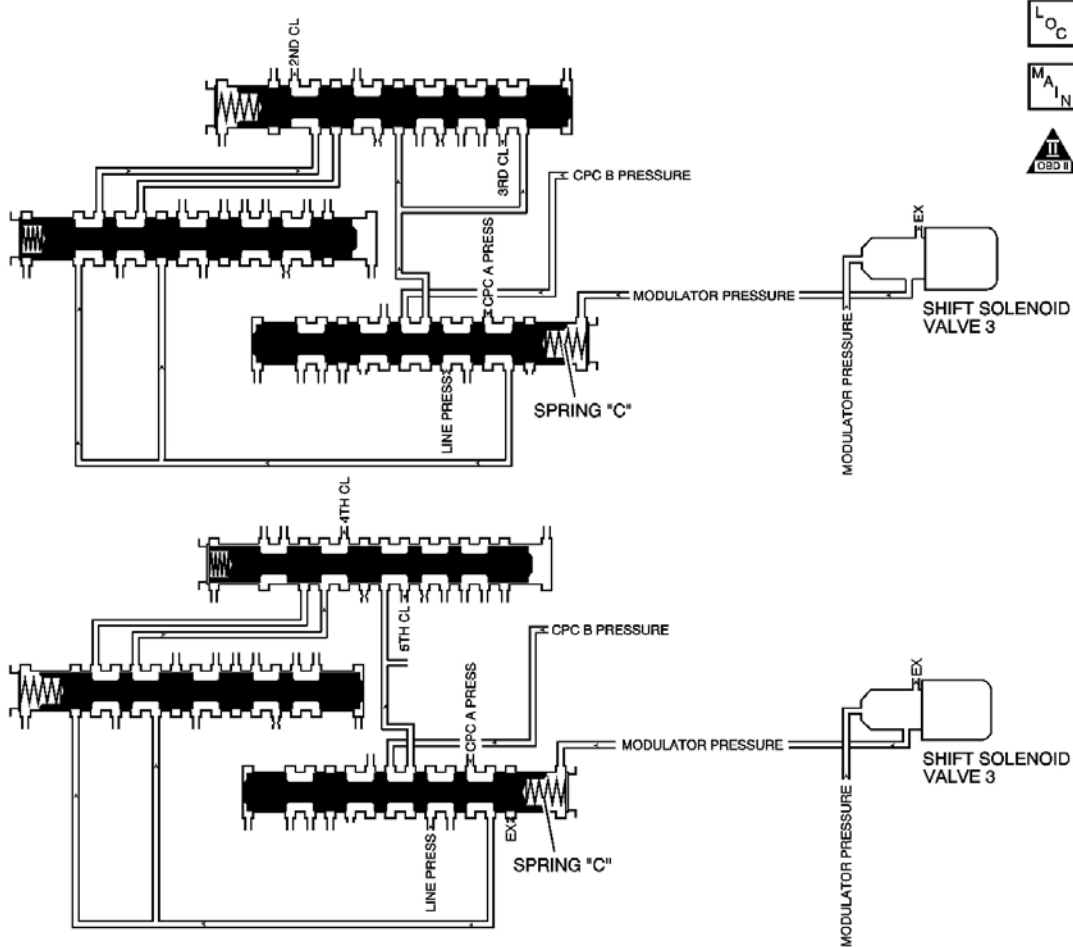 LOC
2ND CL
MAIN
II
OBD II
3RD CL
CPC B PRESSURE
EX
CPC A PRESS
MODULATOR PRESSURE
SHIFT SOLENOID
VALVE 3
MODULATOR PRESSURE
LINE PRESS
SPRING "C"
4TH CL
5TH CL
CPC B PRESSURE
EX
CPC A PRESS
MODULATOR PRESSURE
SHIFT SOLENOID
VALVE 3
MODULATOR PRESSURE
LINE PRESS
EX
SPRING "C"